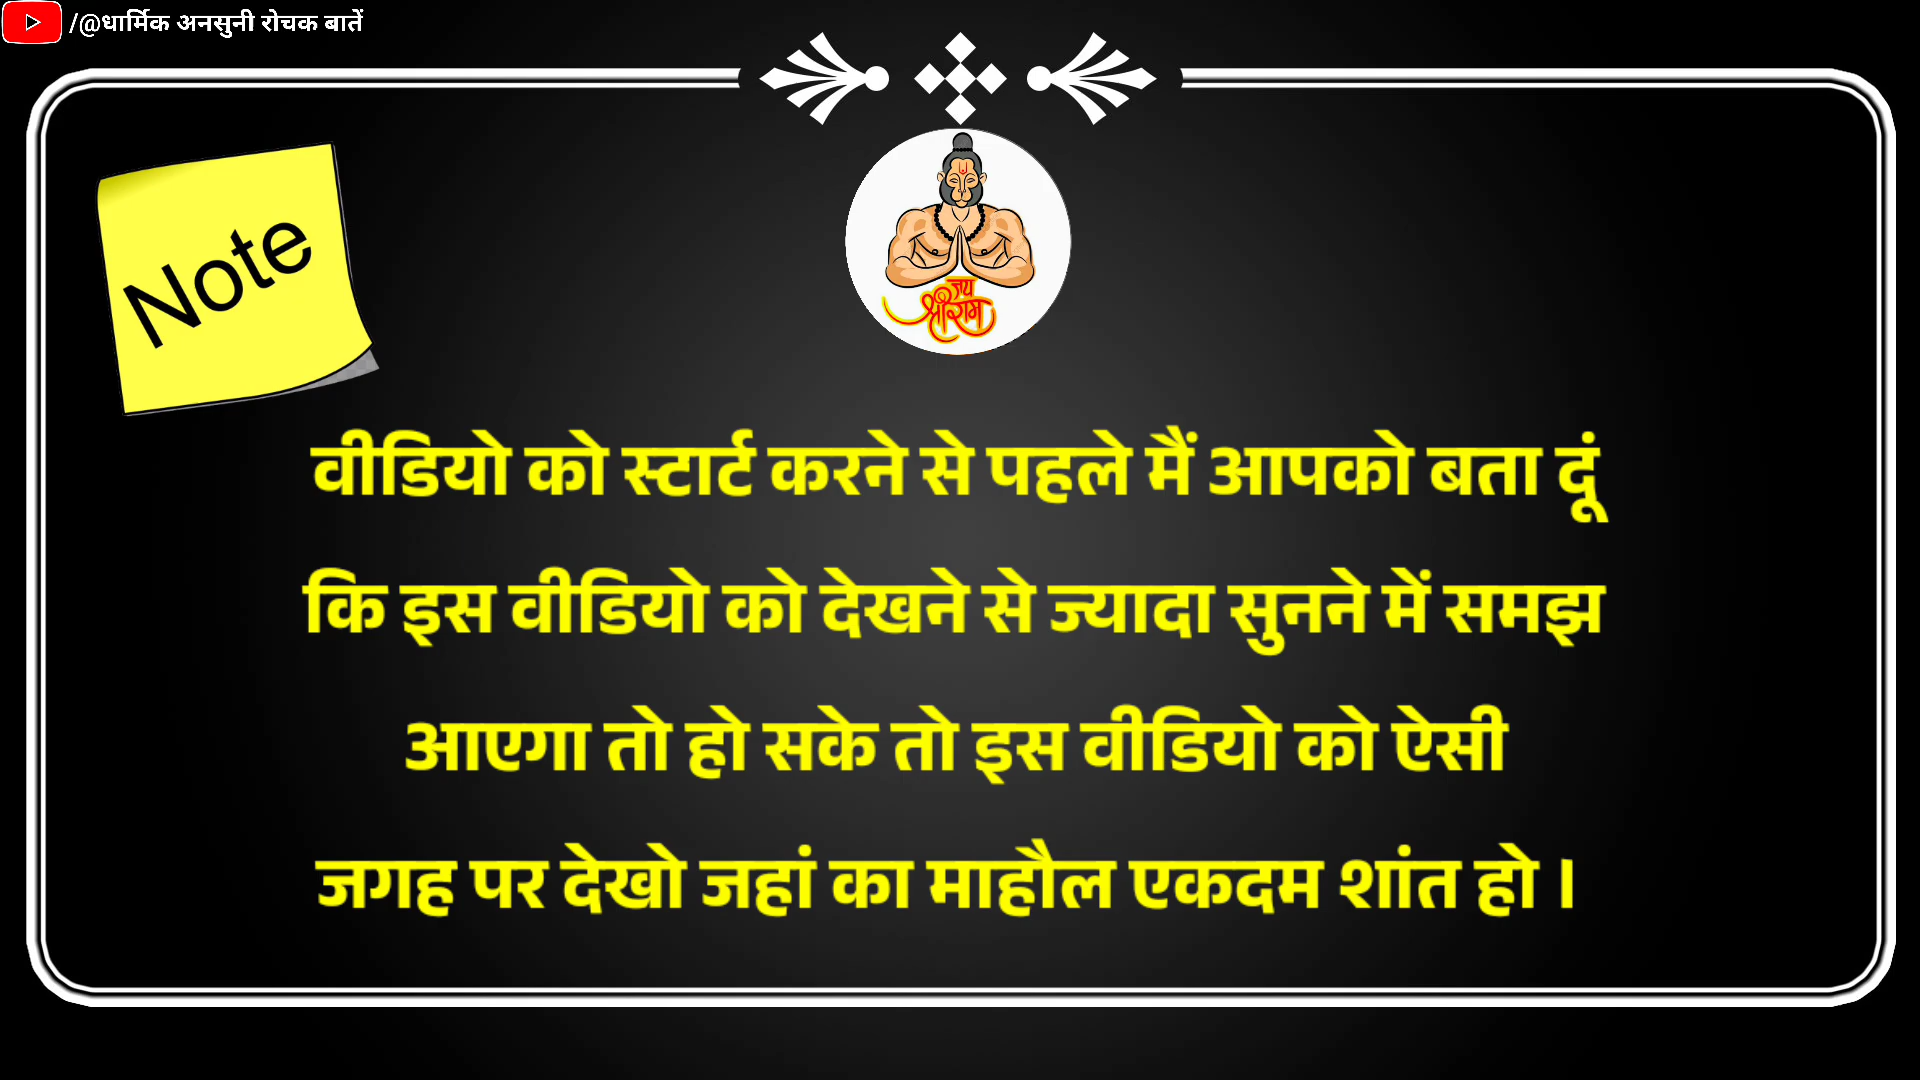 /@धार्मिक अनसुनी रोचक बातें
Note
जय
श्रीराम
वीडियो को स्टार्ट करने से पहले मैं आपको बता दूं
कि इस वीडियो को देखने से ज्यादा सुनने में समझ
आएगा तो हो सके तो इस वीडियो को ऐसी
जगह पर देखो जहां का माहौल एकदम शांत हो ।